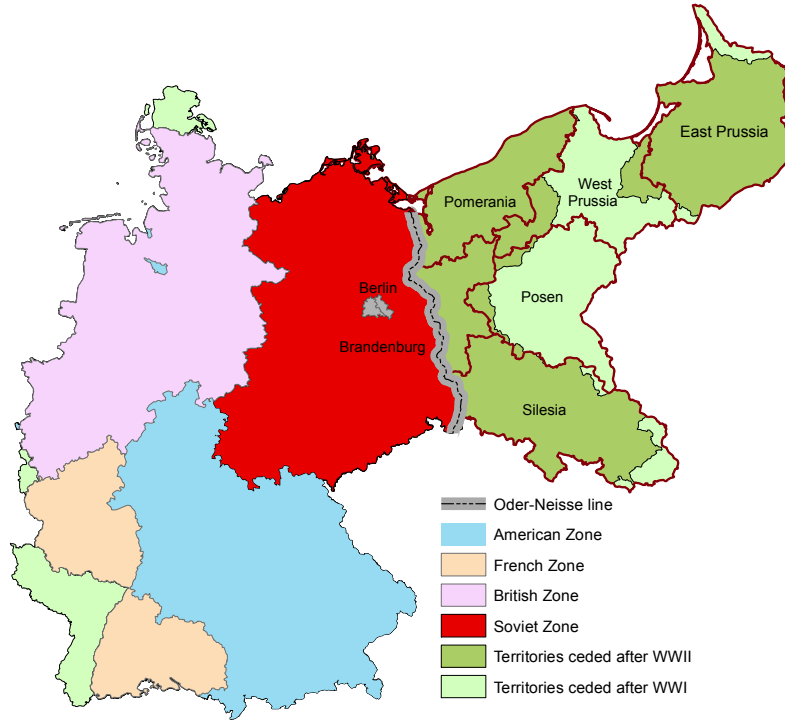 East Prussia
West
Prussia
Pomerania
Berlin
Posen
Brandenburg
Silesia
Oder-Neisse line
American Zone
French Zone
British Zone
Soviet Zone
Territories ceded after WWII
Territories ceded after WWI